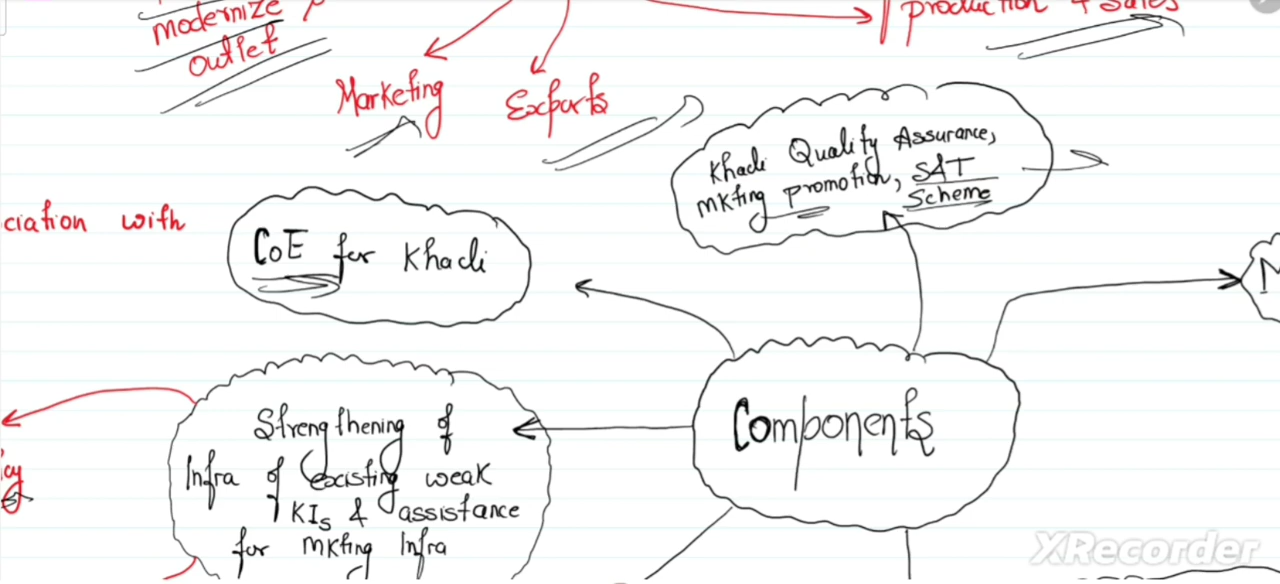 modernize
outlet
production + sales
Marketing
Exports
Khadi Quality Assurance,
mkting promotion, SAT
Scheme
ciation with
CoE for Khadi
Components
Strengthening of
Infra of existing weak
KIs & assistance
for mkting Infra
XRecorder